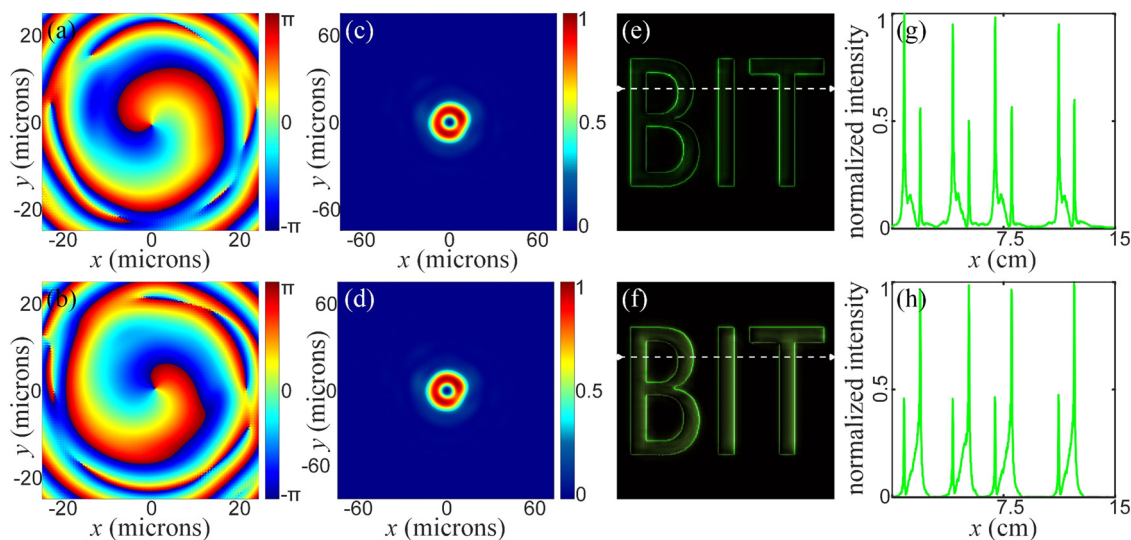 (a)
20
0
-20
y (microns)
-20 0 20
x (microns)
π
0
-π
(c)
60
0
-60
y (microns)
-60 0 60
x (microns)
1
0.5
0
(e)
BIT
(g)
1
0.5
0
normalized intensity
7.5 15
x (cm)
(b)
20
0
-20
y (microns)
-20 0 20
x (microns)
π
0
-π
(d)
60
0
-60
y (microns)
-60 0 60
x (microns)
1
0.5
0
(f)
BIT
(h)
1
0.5
0
normalized intensity
7.5 15
x (cm)